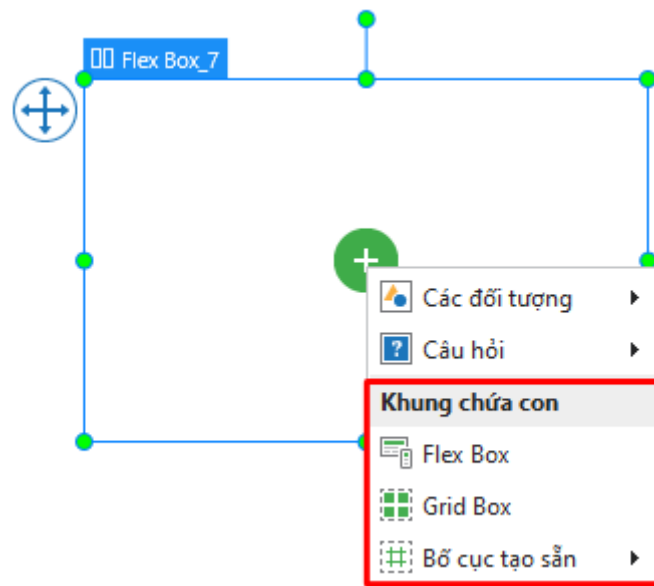 Flex Box_7
Các đối tượng
Câu hỏi
Khung chứa con
Flex Box
Grid Box
Bố cục tạo sẵn